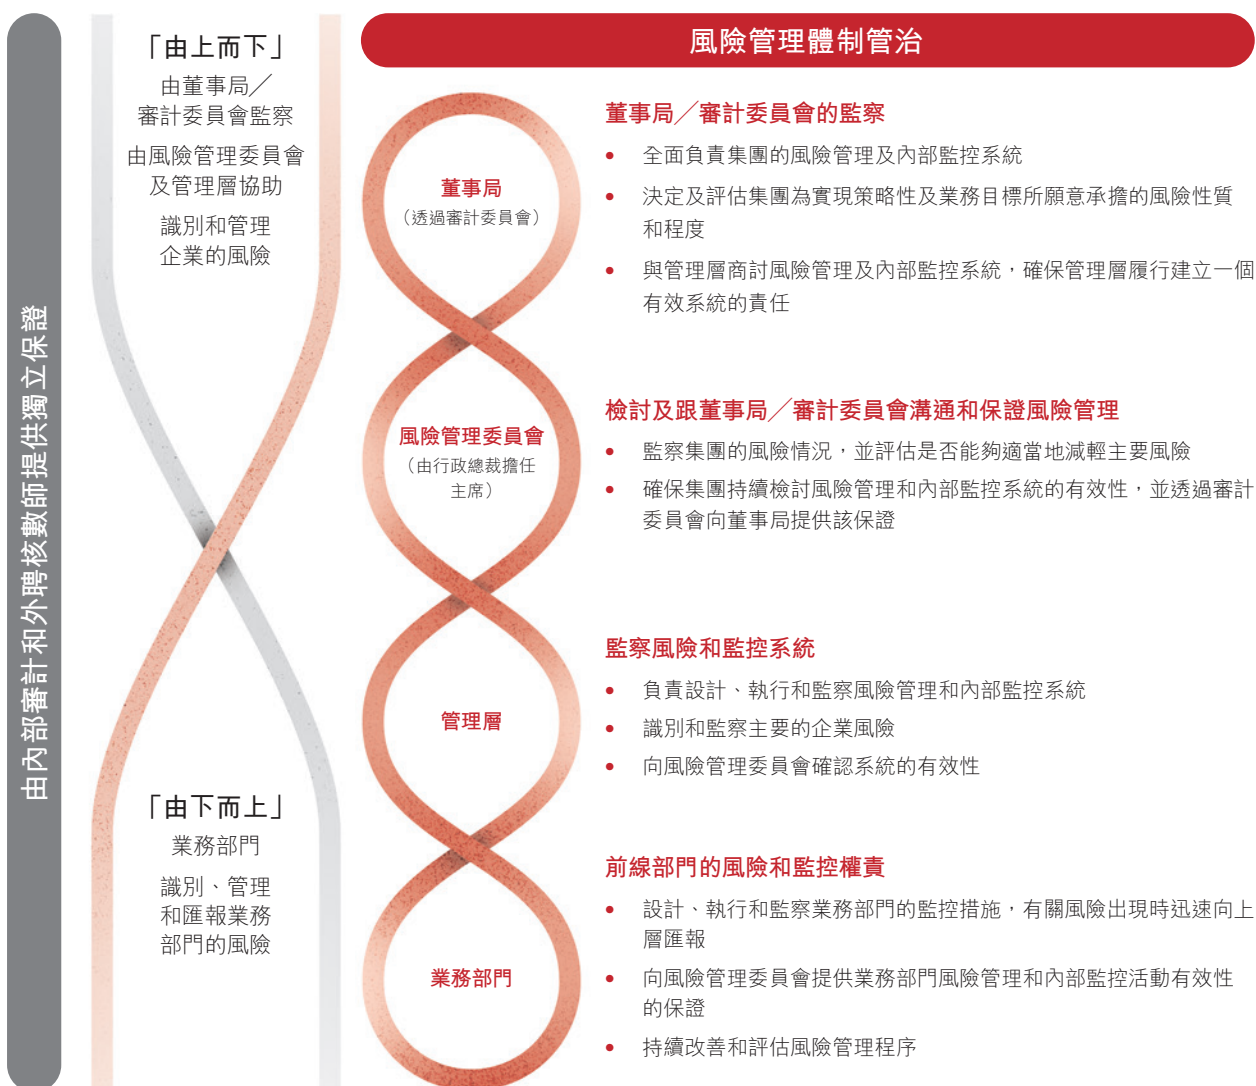 由內部審計和外聘核數師提供獨立保證
「由上而下」
由董事局／
審計委員會監察
由風險管理委員會
及管理層協助
識別和管理
企業的風險
「由下而上」
業務部門
識別、管理
和匯報業務
部門的風險
風險管理體制管治
董事局
（透過審計委員會）
董事局／審計委員會的監察
• 全面負責集團的風險管理及內部監控系統
• 決定及評估集團為實現策略性及業務目標所願意承擔的風險性質
和程度
• 與管理層商討風險管理及內部監控系統，確保管理層履行建立一個
有效系統的責任
風險管理委員會
（由行政總裁擔任
主席）
檢討及跟董事局／審計委員會溝通和保證風險管理
• 監察集團的風險情況，並評估是否能夠適當地減輕主要風險
• 確保集團持續檢討風險管理和內部監控系統的有效性，並透過審計
委員會向董事局提供該保證
管理層
監察風險和監控系統
• 負責設計、執行和監察風險管理和內部監控系統
• 識別和監察主要的企業風險
• 向風險管理委員會確認系統的有效性
業務部門
前線部門的風險和監控權責
• 設計、執行和監察業務部門的監控措施，有關風險出現時迅速向上
層匯報
• 向風險管理委員會提供業務部門風險管理和內部監控活動有效性
的保證
• 持續改善和評估風險管理程序